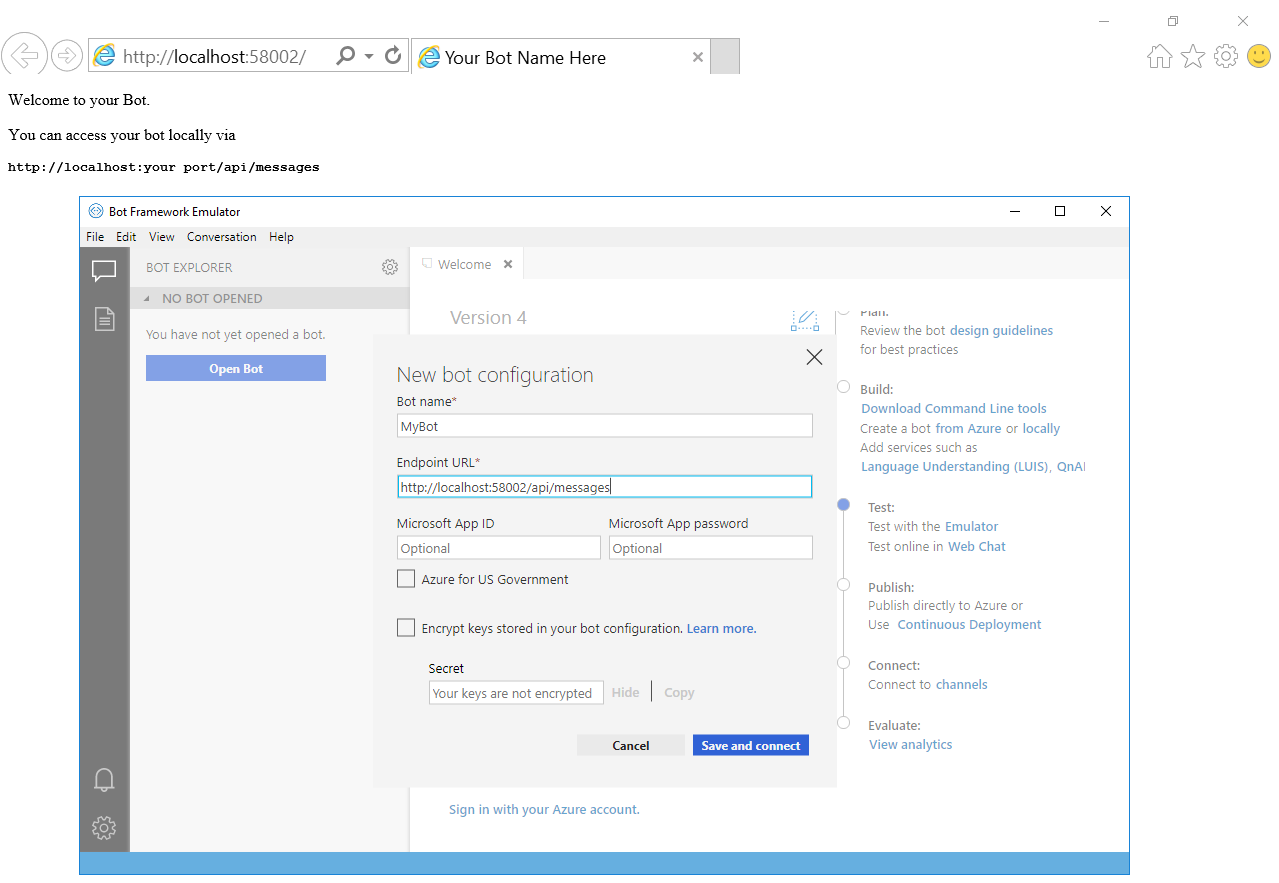 http://localhost:58002/
Your Bot Name Here
Welcome to your Bot.
You can access your bot locally via
http://localhost:your port/api/messages
Bot Framework Emulator
File Edit View Conversation Help
BOT EXPLORER
NO BOT OPENED
You have not yet opened a bot.
Open Bot
Welcome
Version 4
New bot configuration
Bot name*
MyBot
Endpoint URL*
http://localhost:58002/api/messages
Microsoft App ID Microsoft App password
Optional Optional
Azure for US Government
Encrypt keys stored in your bot configuration. Learn more.
Secret
Your keys are not encrypted Hide Copy
Cancel Save and connect
Sign in with your Azure account.
Plan:
Review the bot design guidelines
for best practices
Build:
Download Command Line tools
Create a bot from Azure or locally
Add services such as
Language Understanding (LUIS), QnAI
Test:
Test with the Emulator
Test online in Web Chat
Publish:
Publish directly to Azure or
Use Continuous Deployment
Connect:
Connect to channels
Evaluate:
View analytics